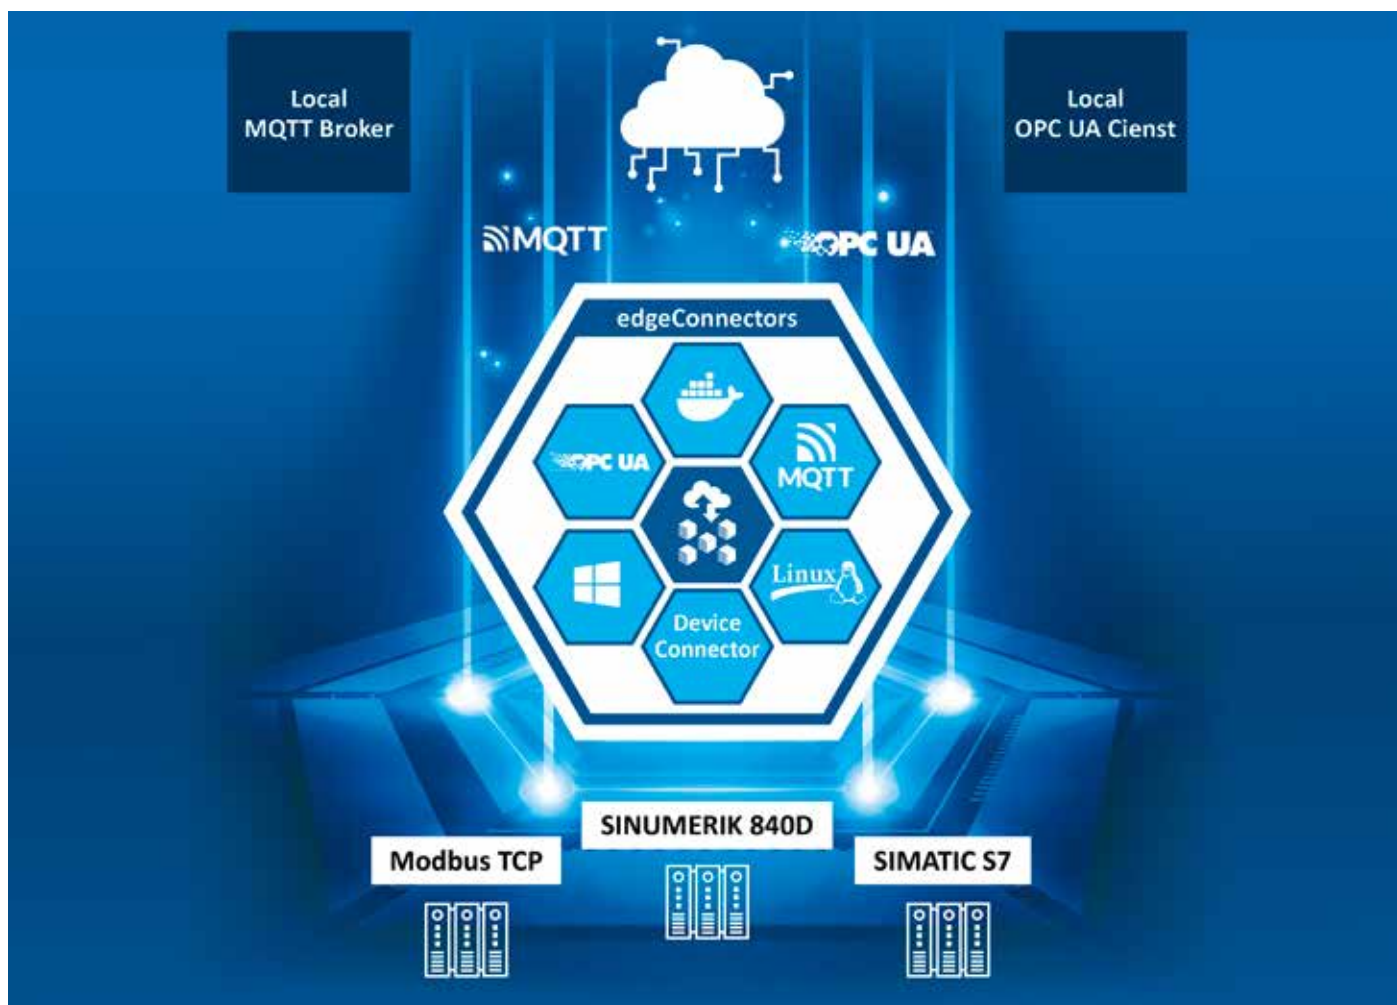 Local
MQTT Broker
Local
OPC UA Cienst
MQTT
OPC UA
edgeConnectors
OPC UA
MQTT
Linux
Device
Connector
SINUMERIK 840D
Modbus TCP
SIMATIC S7